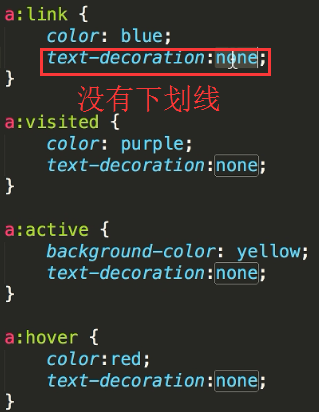 a:link {
color: blue;
text-decoration:none;
}
没有下划线
a:visited {
color: purple;
text-decoration:none;
}
a:active {
background-color: yellow;
text-decoration:none;
}
a:hover {
color:red;
text-decoration:none;
}